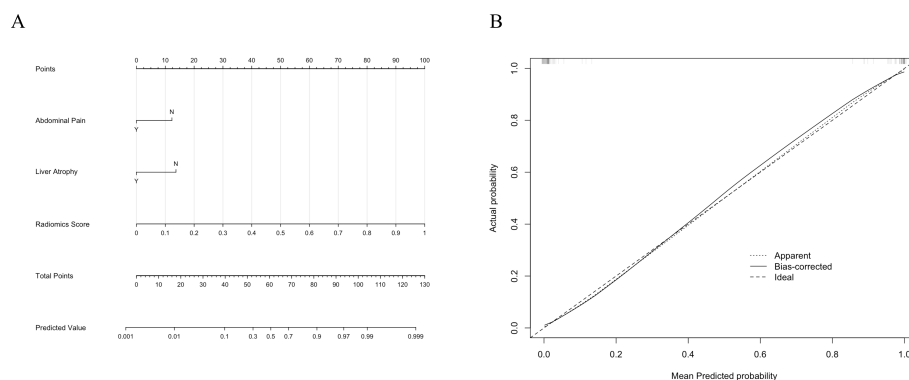 A
Points
0 10 20 30 40 50 60 70 80 90 100
Abdominal Pain
N
Y
Liver Atrophy
N
Y
Radiomics Score
0 0.1 0.2 0.3 0.4 0.5 0.6 0.7 0.8 0.9 1
Total Points
0 10 20 30 40 50 60 70 80 90 100 110 120 130
Predicted Value
0.001 0.01 0.1 0.3 0.5 0.7 0.9 0.97 0.99 0.999
B
Actual probability
1.0
0.8
0.6
0.4
0.2
0.0
Apparent
Bias-corrected
Ideal
0.0 0.2 0.4 0.6 0.8 1.0
Mean Predicted probability